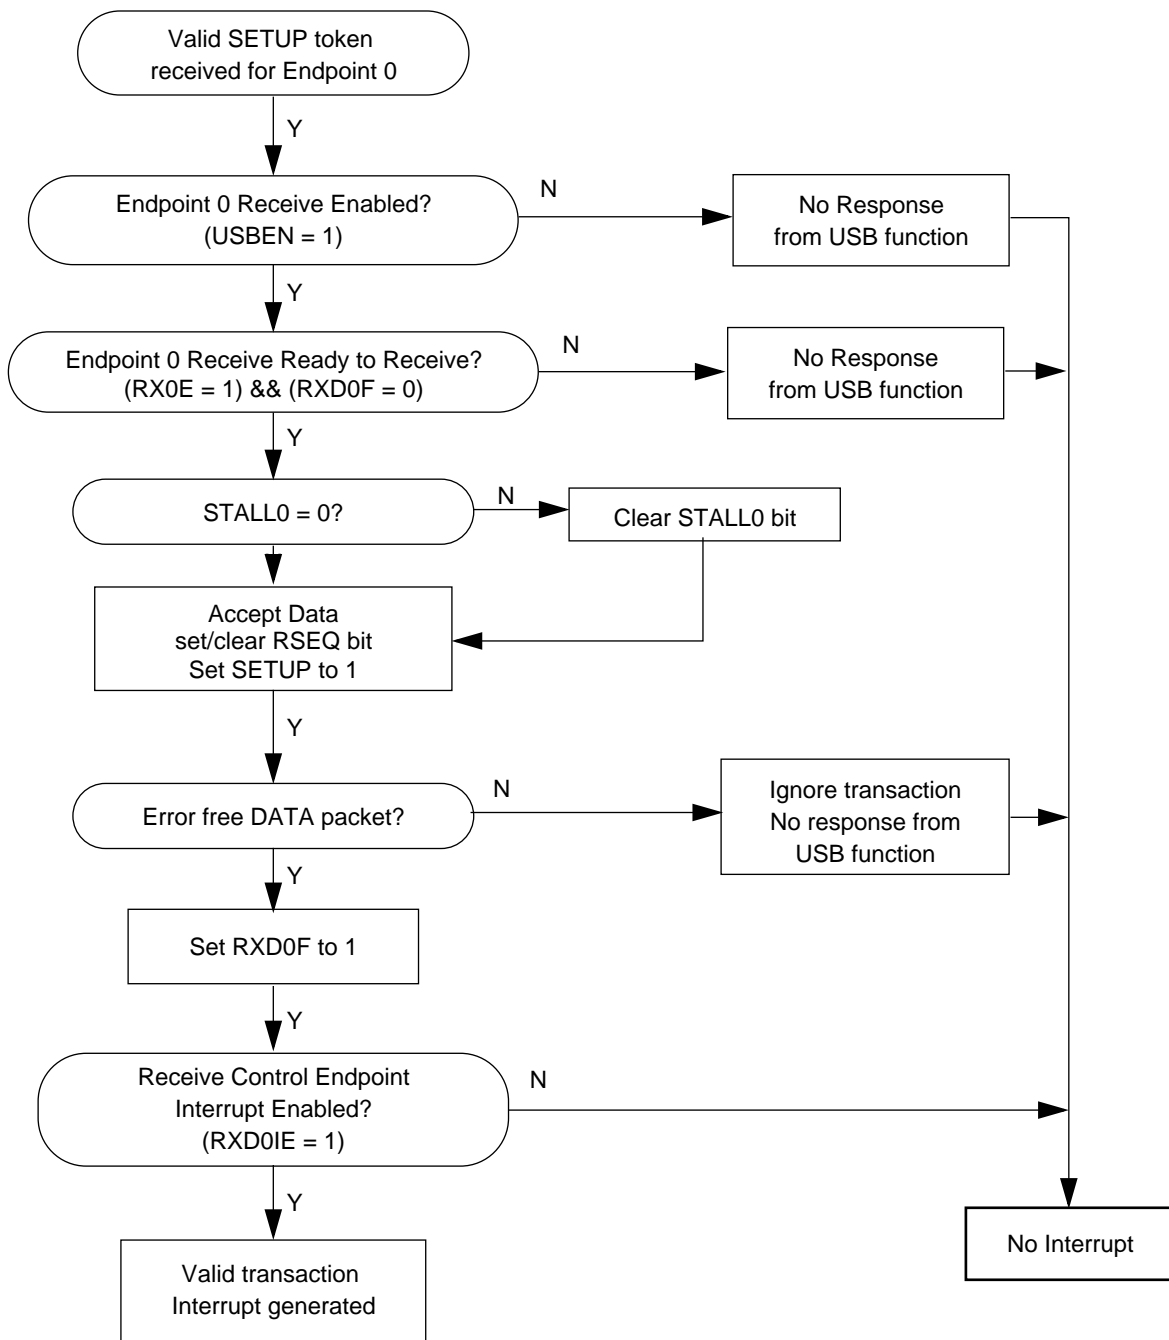 Valid SETUP token
received for Endpoint 0
Y
Endpoint 0 Receive Enabled?
(USBEN = 1)
N
No Response
from USB function
Y
Endpoint 0 Receive Ready to Receive?
(RX0E = 1) && (RXD0F = 0)
N
No Response
from USB function
Y
STALL0 = 0?
N
Clear STALL0 bit
Accept Data
set/clear RSEQ bit
Set SETUP to 1
Y
Error free DATA packet?
N
Ignore transaction
No response from
USB function
Y
Set RXD0F to 1
Y
Receive Control Endpoint
Interrupt Enabled?
(RXD0IE = 1)
N
Y
No Interrupt
Valid transaction
Interrupt generated